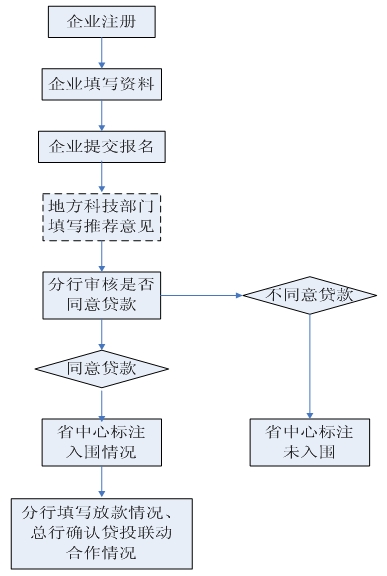 企业注册
企业填写资料
企业提交报名
地方科技部门
填写推荐意见
分行审核是否
同意贷款
不同意贷款
同意贷款
省中心标注
入围情况
省中心标注
未入围
分行填写放款情况、
总行确认贷投联动
合作情况